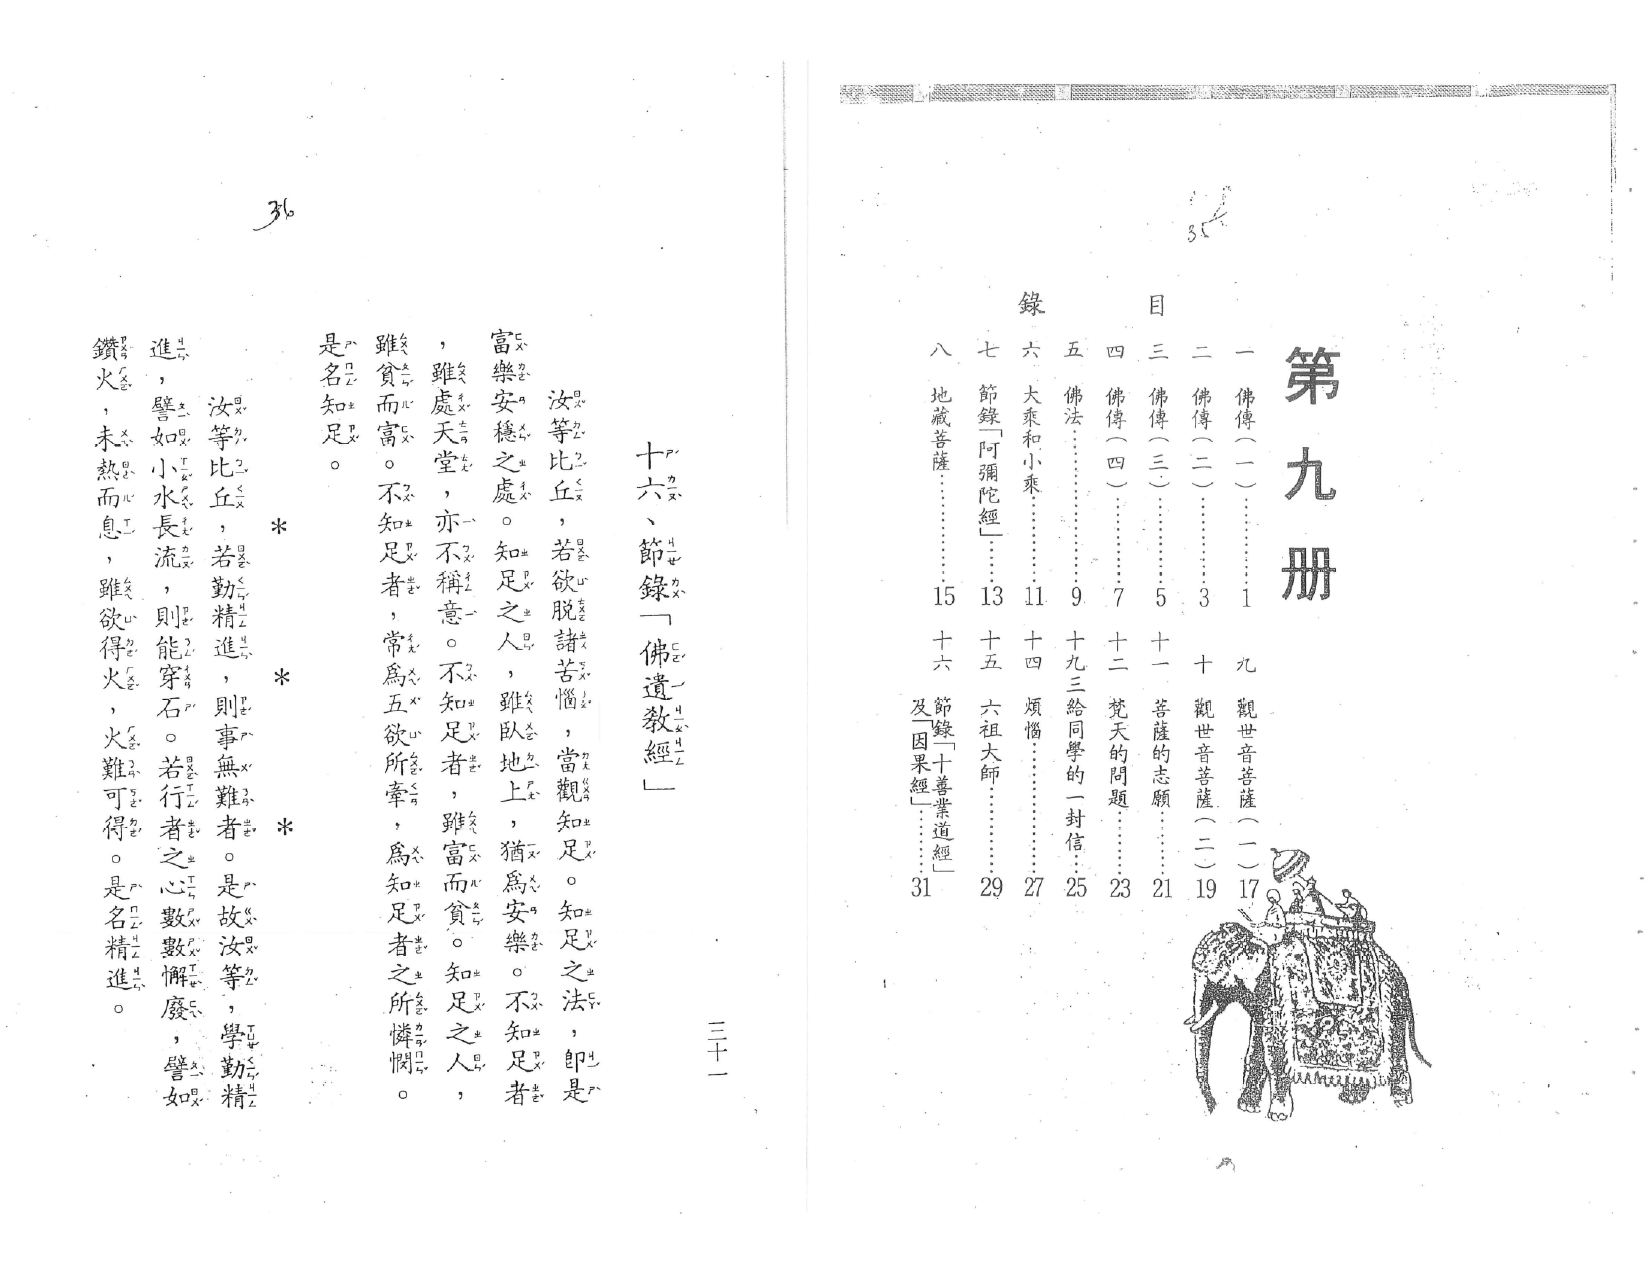 35
第九册
目錄
一 佛傳(一)…………1
二 佛傳(二)…………3
三 佛傳(三)…………5
四 佛傳(四)…………7
五 佛法…………9
六 大乘和小乘…………11
七 節錄「阿彌陀經」……13
八 地藏菩薩…………15
九 觀世音菩薩(一)17
十 觀世音菩薩(二)19
十一 菩薩的志願……21
十二 梵天的問題……23
十九三給同學的一封信…25
十四 煩惱…………27
十五 六祖大師…………29
十六 節錄「十善業道經」
及「因果經」………31
36
三十一
十六、節錄「佛遺教經」
汝等比丘,若欲脫諸苦惱,當觀知足。知足之法,即是
富樂安穩之處。知足之人,雖臥地上,猶爲安樂。不知足者
,雖處天堂,亦不稱意。不知足者,雖富而貧。知足之人,
雖貧而富。不知足者,常爲五欲所牽,爲知足者之所憐憫。
是名知足。
* * *
汝等比丘,若勤精進,則事無難者。是故汝等,學勤精
進,譬如小水長流,則能穿石。若行者之心數數懈廢,譬如
鑽火,未熱而息,雖欲得火,火難可得。是名精進。